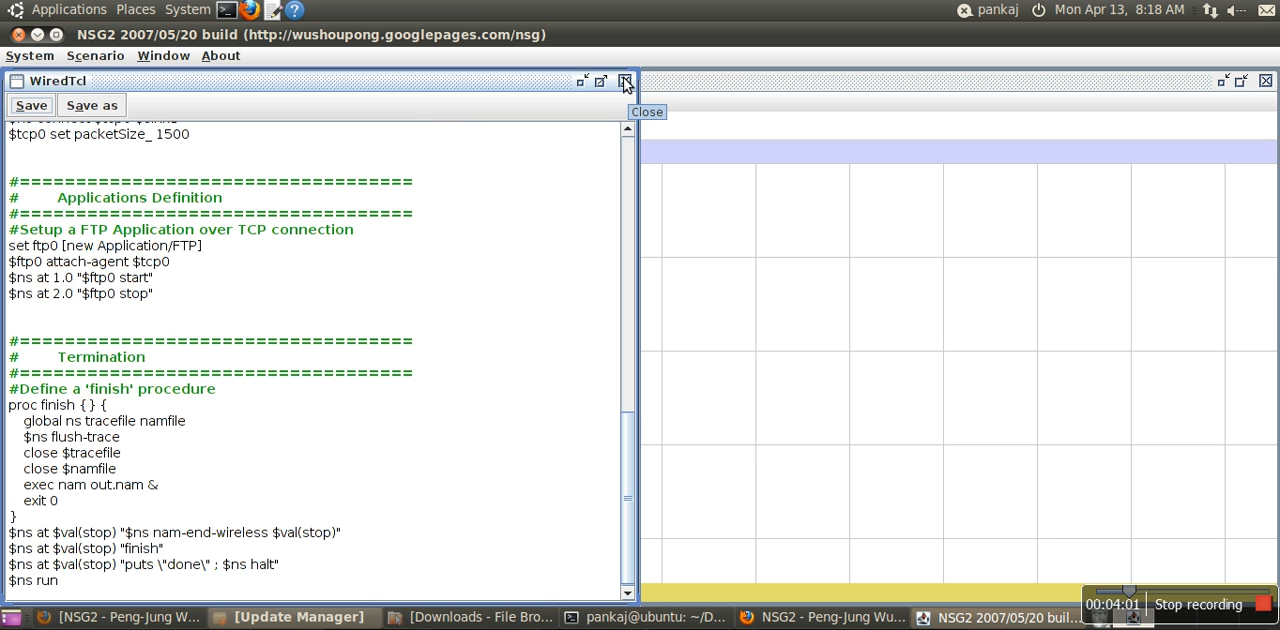 Applications Places System
pankaj Mon Apr 13, 8:18 AM
NSG2 2007/05/20 build (http://wushoupong.googlepages.com/nsg)
System Scenario Window About
WiredTcl
Save Save as
Close
$tcp0 set packetSize_ 1500
#===================================
# Applications Definition
#===================================
#Setup a FTP Application over TCP connection
set ftp0 [new Application/FTP]
$ftp0 attach-agent $tcp0
$ns at 1.0 "$ftp0 start"
$ns at 2.0 "$ftp0 stop"
#===================================
# Termination
#===================================
#Define a 'finish' procedure
proc finish {} {
global ns tracefile namfile
$ns flush-trace
close $tracefile
close $namfile
exec nam out.nam &
exit 0
}
$ns at $val(stop) "$ns nam-end-wireless $val(stop)"
$ns at $val(stop) "finish"
$ns at $val(stop) "puts \"done\" ; $ns halt"
$ns run
00:04:01 Stop recording
[NSG2 - Peng-Jung W... [Update Manager] [Downloads - File Bro... pankaj@ubuntu: ~/D... NSG2 - Peng-Jung Wu... NSG2 2007/05/20 buil...